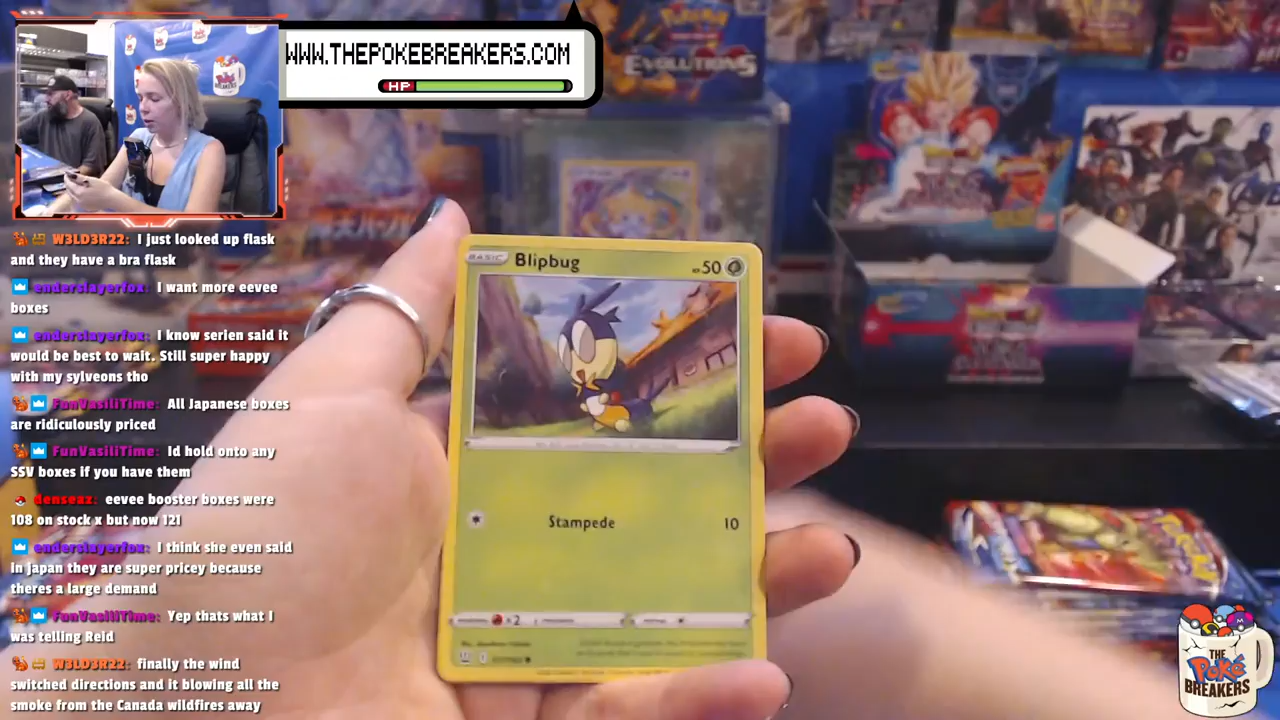 WWW.THEPOKEBREAKERS.COM
HP
EVOLUTIONS
W3LD3R22: I just looked up flask
and they have a bra flask
enderslayerfox: I want more eevee
boxes
enderslayerfox: I know serien said it
would be best to wait. Still super happy
with my sylveons tho
FunVasiliTime: All Japanese boxes
are ridiculously priced
FunVasiliTime: Id hold onto any
SSV boxes if you have them
denseaz: eevee booster boxes were
108 on stock x but now 121
enderslayerfox: I think she even said
in Japan they are super pricey because
theres a large demand
FunVasiliTime: Yep thats what I
was telling Reid
W3LD3R22: finally the wind
switched directions and it blowing all the
smoke from the Canada wildfires away
BASIC Blipbug 50
Stampede 10
×2
THE
Poké
BREAKERS